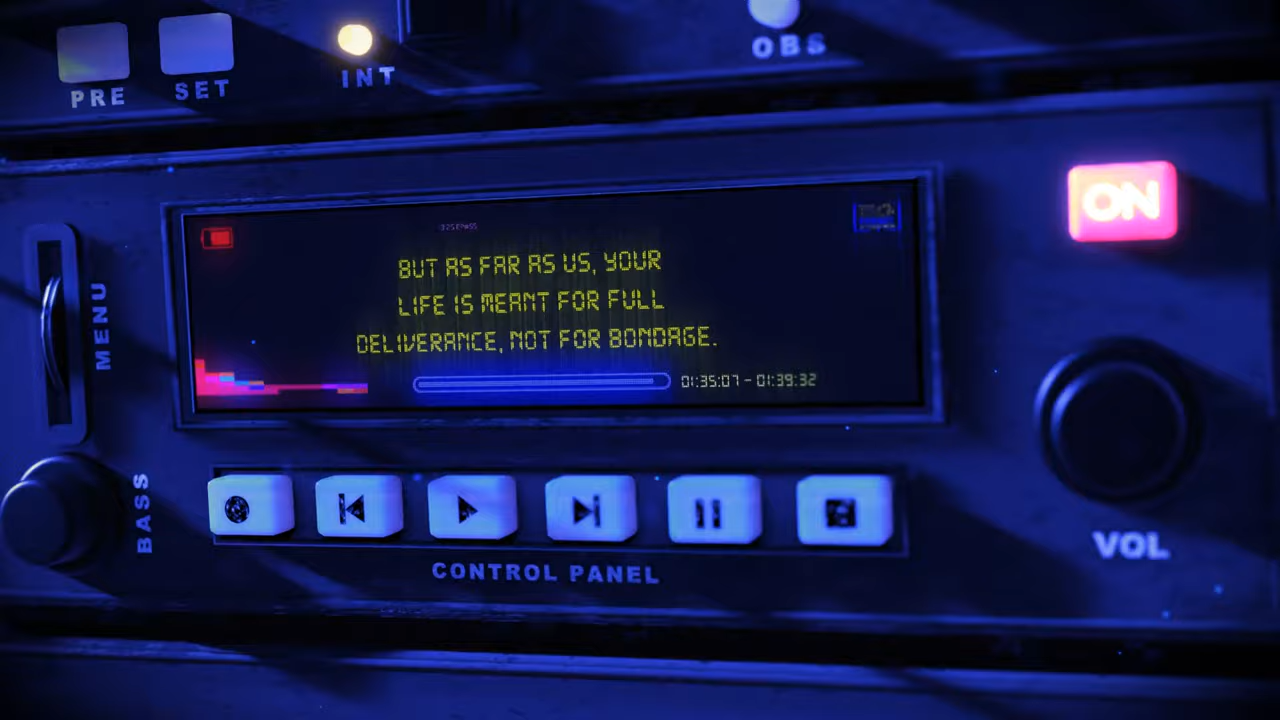 PRE
SET
INT
OBS
ON
BUT AS FAR AS US, YOUR
LIFE IS MEANT FOR FULL
DELIVERANCE, NOT FOR BONDAGE.
01:35:07 - 01:39:32
MENU
BASS
VOL
CONTROL PANEL